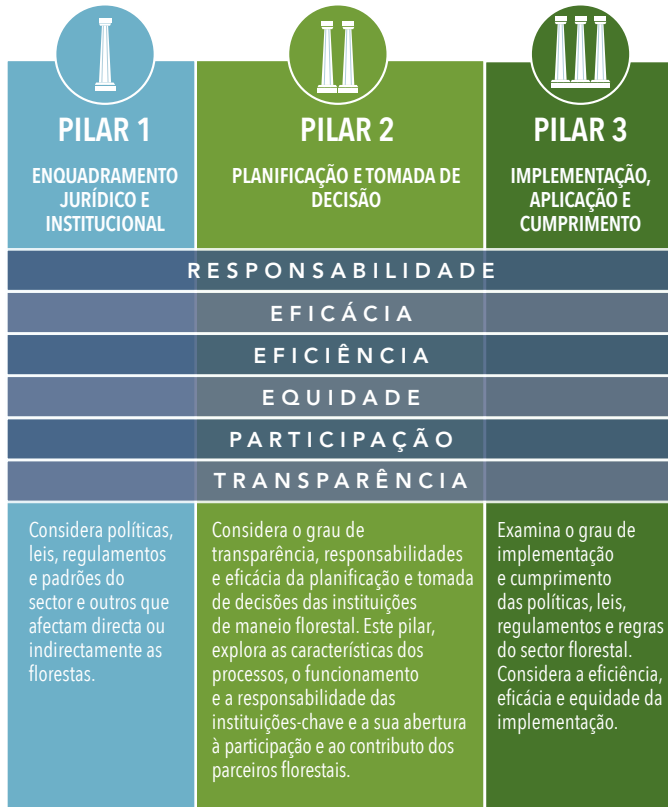 PILAR 1
ENQUADRAMENTO
JURÍDICO E
INSTITUCIONAL
PILAR 2
PLANIFICAÇÃO E TOMADA DE
DECISÃO
PILAR 3
IMPLEMENTAÇÃO,
APLICAÇÃO E
CUMPRIMENTO
RESPONSABILIDADE
EFICÁCIA
EFICIÊNCIA
EQUIDADE
PARTICIPAÇÃO
TRANSPARÊNCIA
Considera políticas,
leis, regulamentos
e padrões do
sector e outros que
afectam directa ou
indirectamente as
florestas.
Considera o grau de
transparência, responsabilidades
e eficácia da planificação e tomada
de decisões das instituições
de maneio florestal. Este pilar,
explora as características dos
processos, o funcionamento
e a responsabilidade das
instituições-chave e a sua abertura
à participação e ao contributo dos
parceiros florestais.
Examina o grau de
implementação
e cumprimento
das políticas, leis,
regulamentos e regras
do sector florestal.
Considera a eficiência,
eficácia e equidade da
implementação.